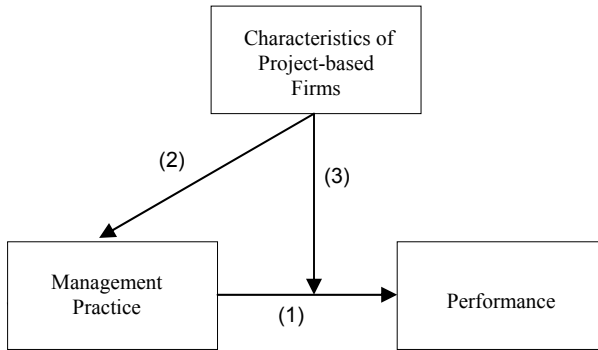 Characteristics of
Project-based
Firms
(2)
(3)
Management
Practice
(1)
Performance